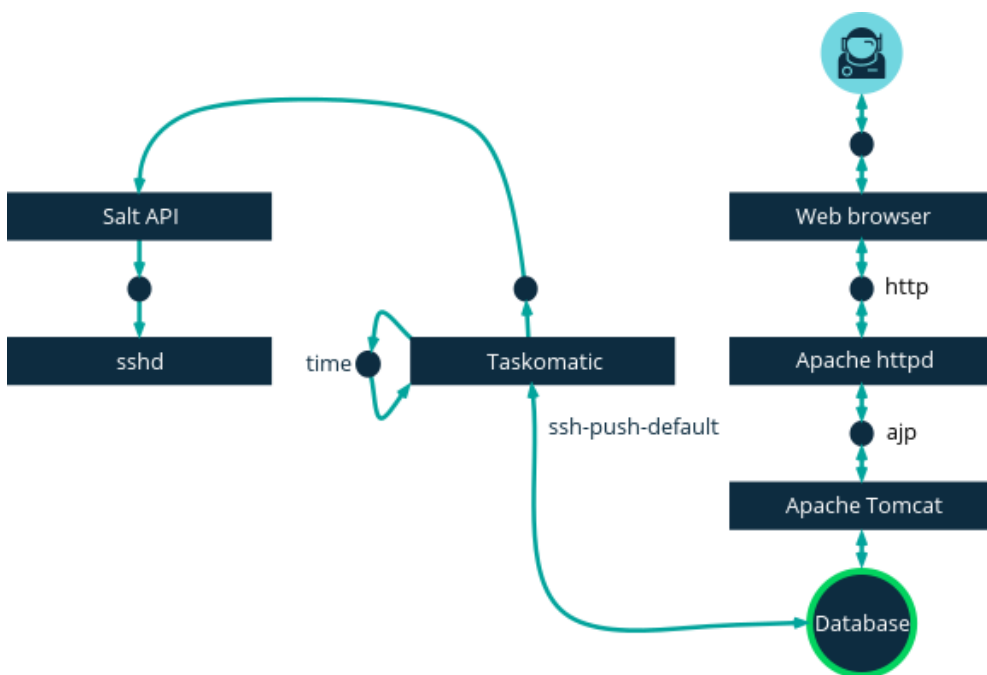 Salt API
Web browser
http
sshd
time
Taskomatic
Apache httpd
ssh-push-default
ajp
Apache Tomcat
Database